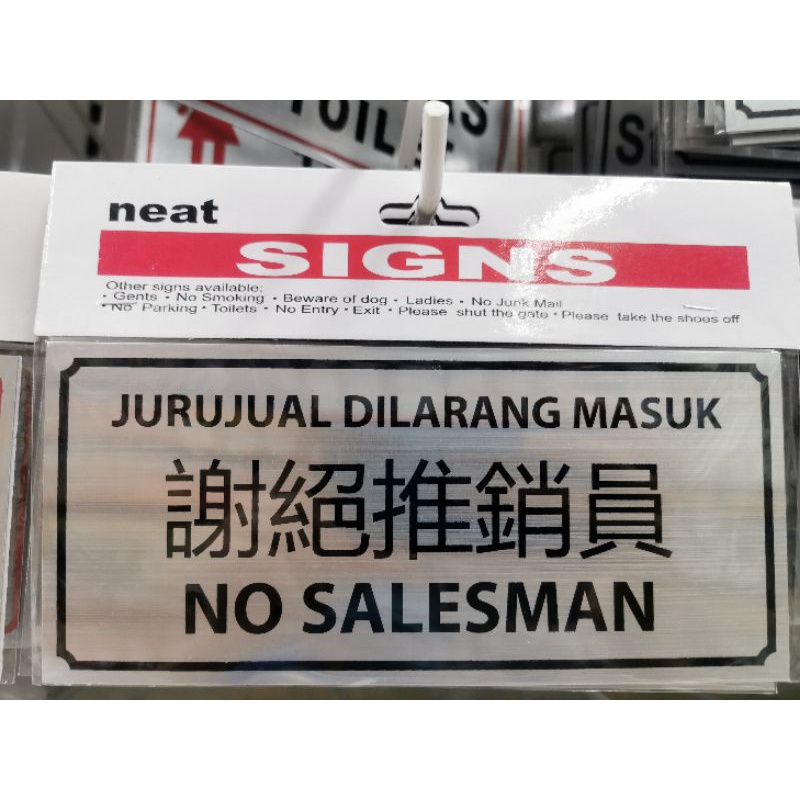 TOIL
AS
S
neat
SIGNS
Other signs available:
• Gents • No Smoking • Beware of dog • Ladies • No Junk Mail
• No Parking • Toilets • No Entry • Exit • Please shut the gate • Please take the shoes off
JURUJUAL DILARANG MASUK
謝絕推銷員
NO SALESMAN